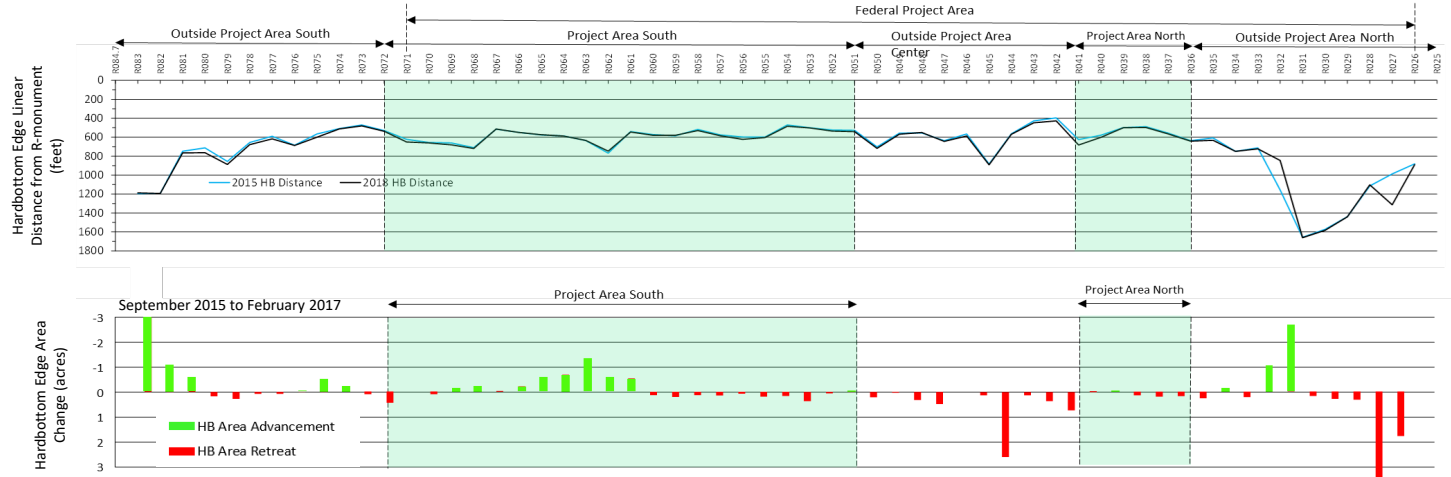 Federal Project Area
Outside Project Area South
Project Area South
Outside Project Area
Center
Project Area North
Outside Project Area North
R084.7 R083 R082 R081 R080 R079 R078 R077 R076 R075 R074 R073 R072 R071 R070 R069 R068 R067 R066 R065 R064 R063 R062 R061 R060 R059 R058 R057 R056 R055 R054 R053 R052 R051 R050 R049 R048 R047 R046 R045 R044 R043 R042 R041 R040 R039 R038 R037 R036 R035 R034 R033 R032 R031 R030 R029 R028 R027 R026 R025
Hardbottom Edge Linear
Distance from R-monument
(feet)
0
200
400
600
800
1000
1200
1400
1600
1800
2015 HB Distance
2018 HB Distance
September 2015 to February 2017
Project Area South
Project Area North
Hardbottom Edge Area
Change (acres)
-3
-2
-1
0
1
2
3
HB Area Advancement
HB Area Retreat